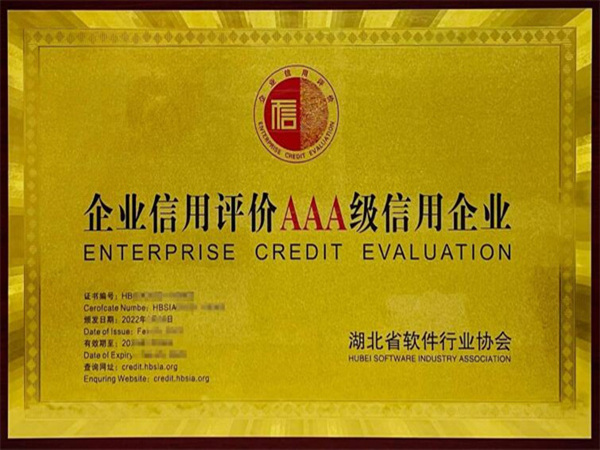 企业信用评价
信
ENTERPRISE CREDIT EVALUATION
企业信用评价AAA级信用企业
ENTERPRISE CREDIT EVALUATION
证书编号：HB
Cerofcate Numbe：HBSIA
颁发日期：2022年 日
Date of Issue：
有效期至：20
Date of Expiry
查询网址：credit.hbsia.org
Enquring Website：credit.hbsia.org
湖北省软件行业协会
HUBEI SOFTWARE INDUSTRY ASSOCIATION